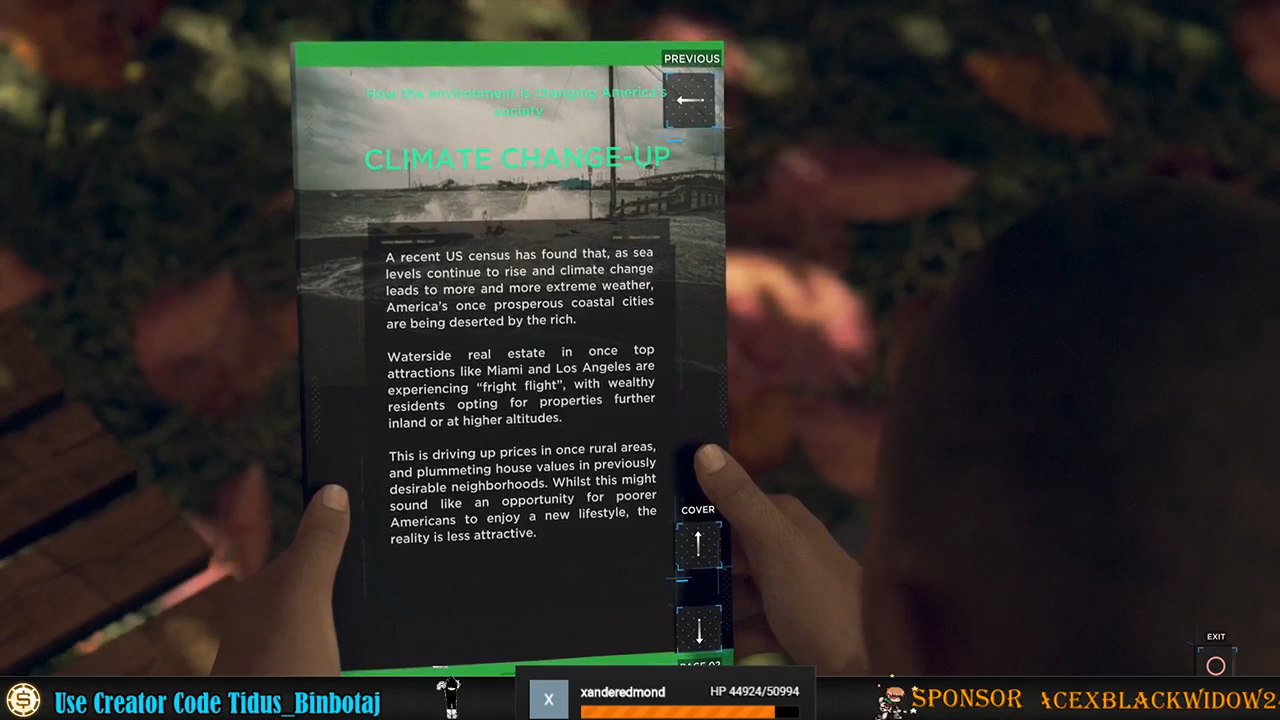 PREVIOUS
How the environment is changing America's
society
CLIMATE CHANGE-UP
A recent US census has found that, as sea
levels continue to rise and climate change
leads to more and more extreme weather,
America's once prosperous coastal cities
are being deserted by the rich.
Waterside real estate in once top
attractions like Miami and Los Angeles are
experiencing “fright flight”, with wealthy
residents opting for properties further
inland or at higher altitudes.
This is driving up prices in once rural areas,
and plummeting house values in previously
desirable neighborhoods. Whilst this might
sound like an opportunity for poorer
Americans to enjoy a new lifestyle, the
reality is less attractive.
COVER
EXIT
Use Creator Code Tidus_Binbotaj
X
xanderedmond
HP 44924/50994
SPONSOR
ACEXBLACKWIDOW2